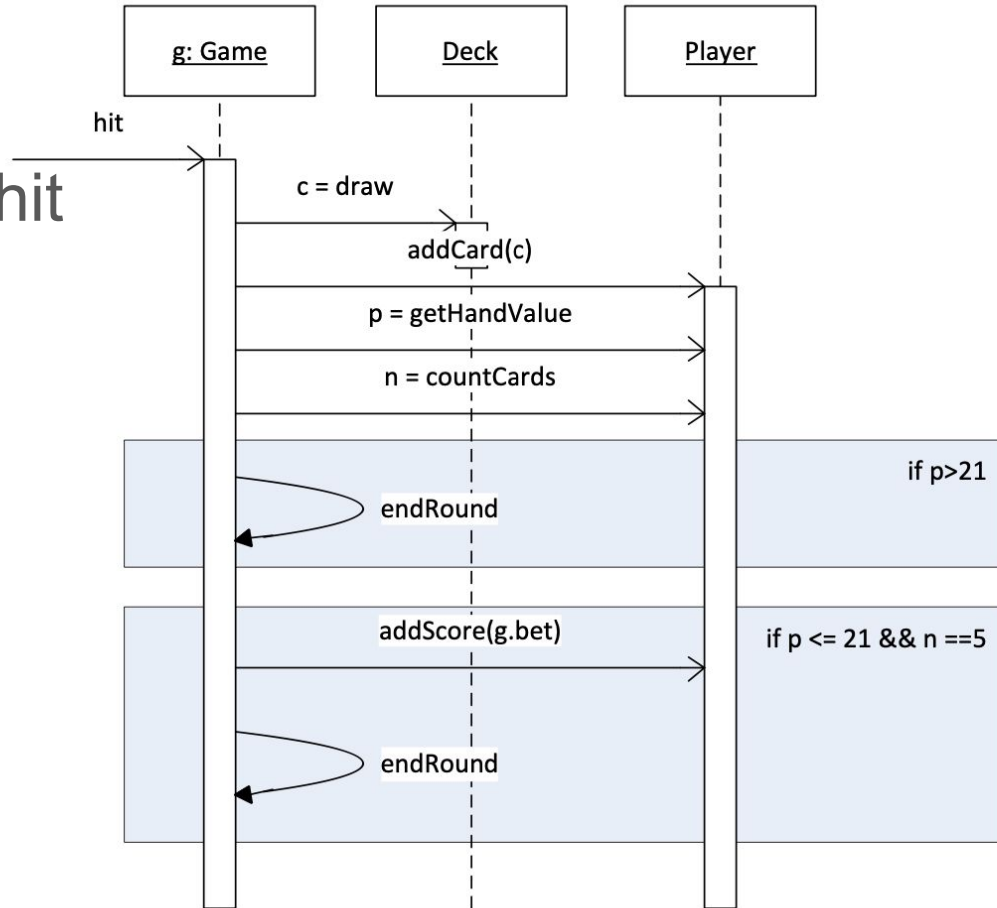 g: Game
Deck
Player
hit
hit
c = draw
addCard(c)
p = getHandValue
n = countCards
if p>21
endRound
addScore(g.bet)
if p <= 21 && n ==5
endRound